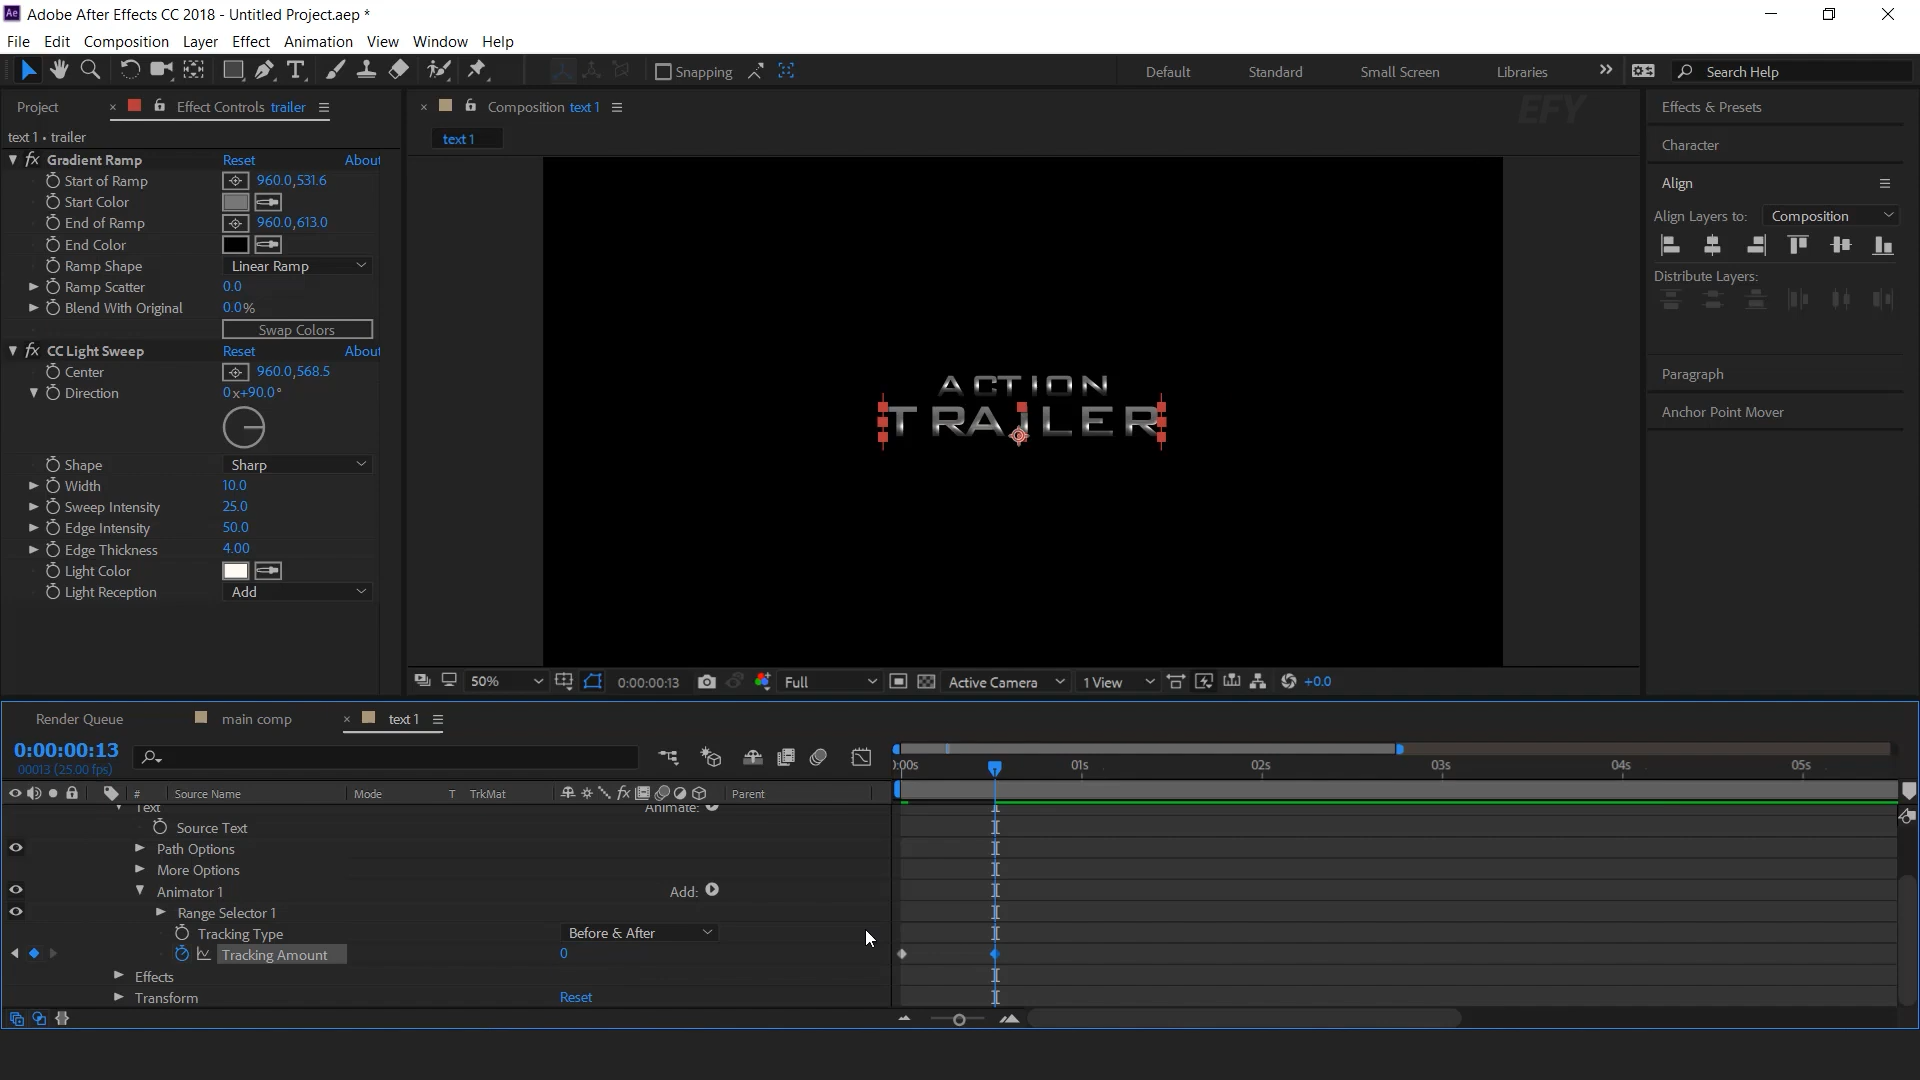 Adobe After Effects CC 2018 - Untitled Project.aep *
File Edit Composition Layer Effect Animation View Window Help
Snapping Default Standard Small Screen Libraries Search Help
Project Effect Controls trailer
Composition text 1
EFY
text 1
text 1 • trailer
Gradient Ramp Reset About
Start of Ramp 960.0,531.6
Start Color
End of Ramp 960.0,613.0
End Color
Ramp Shape Linear Ramp
Ramp Scatter 0.0
Blend With Original 0.0%
Swap Colors
CC Light Sweep Reset About
Center 960.0,568.5
Direction 0x+90.0°
Shape Sharp
Width 10.0
Sweep Intensity 25.0
Edge Intensity 50.0
Edge Thickness 4.00
Light Color
Light Reception Add
ACTION
TRAILER
Effects & Presets
Character
Align
Align Layers to: Composition
Distribute Layers:
Paragraph
Anchor Point Mover
50% 0:00:00:13 Full Active Camera 1 View +0.0
Render Queue main comp text 1
0:00:00:13
00013 (25.00 fps)
:00s 01s 02s 03s 04s 05s
# Source Name Mode T TrkMat Parent
Text Animate:
Source Text
Path Options
More Options
Animator 1 Add:
Range Selector 1
Tracking Type Before & After
Tracking Amount 0
Effects
Transform Reset